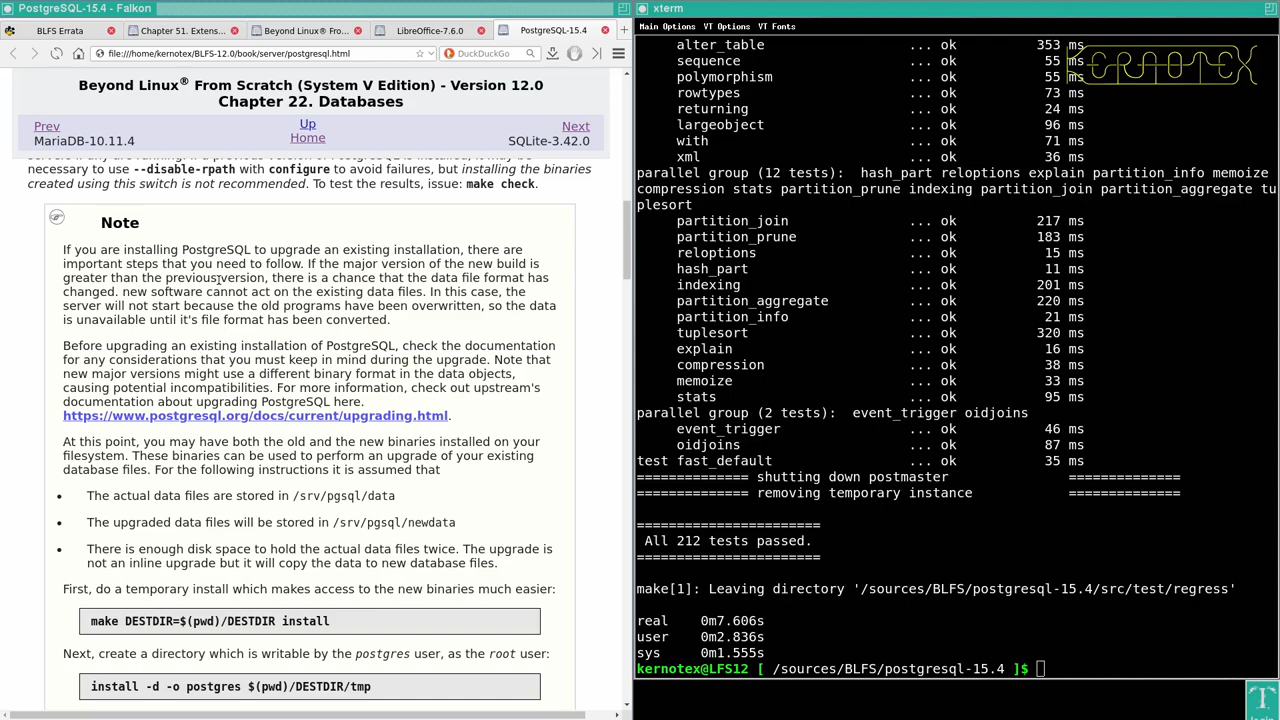 PostgreSQL-15.4 - Falkon
BLFS Errata
Chapter 51. Extens...
Beyond Linux® Fro...
LibreOffice-7.6.0
PostgreSQL-15.4
file:///home/kernotex/BLFS-12.0/book/server/postgresql.html
DuckDuckGo
Beyond Linux® From Scratch (System V Edition) - Version 12.0
Chapter 22. Databases
Prev
Up
Next
MariaDB-10.11.4
Home
SQLite-3.42.0
necessary to use --disable-rpath with configure to avoid failures, but installing the binaries
created using this switch is not recommended. To test the results, issue: make check.
Note
If you are installing PostgreSQL to upgrade an existing installation, there are
important steps that you need to follow. If the major version of the new build is
greater than the previous version, there is a chance that the data file format has
changed. new software cannot act on the existing data files. In this case, the
server will not start because the old programs have been overwritten, so the data
is unavailable until it's file format has been converted.
Before upgrading an existing installation of PostgreSQL, check the documentation
for any considerations that you must keep in mind during the upgrade. Note that
new major versions might use a different binary format in the data objects,
causing potential incompatibilities. For more information, check out upstream's
documentation about upgrading PostgreSQL here.
https://www.postgresql.org/docs/current/upgrading.html.
At this point, you may have both the old and the new binaries installed on your
filesystem. These binaries can be used to perform an upgrade of your existing
database files. For the following instructions it is assumed that
• The actual data files are stored in /srv/pgsql/data
• The upgraded data files will be stored in /srv/pgsql/newdata
• There is enough disk space to hold the actual data files twice. The upgrade is
not an inline upgrade but it will copy the data to new database files.
First, do a temporary install which makes access to the new binaries much easier:
make DESTDIR=$(pwd)/DESTDIR install
Next, create a directory which is writable by the postgres user, as the root user:
install -d -o postgres $(pwd)/DESTDIR/tmp
xterm
Main Options VT Options VT Fonts
KERNOTEX
alter_table ... ok 353 ms
sequence ... ok 55 ms
polymorphism ... ok 55 ms
rowtypes ... ok 73 ms
returning ... ok 24 ms
largeobject ... ok 96 ms
with ... ok 71 ms
xml ... ok 36 ms
parallel group (12 tests): hash_part reloptions explain partition_info memoize
compression stats partition_prune indexing partition_join partition_aggregate tu
plesort
partition_join ... ok 217 ms
partition_prune ... ok 183 ms
reloptions ... ok 15 ms
hash_part ... ok 11 ms
indexing ... ok 201 ms
partition_aggregate ... ok 220 ms
partition_info ... ok 21 ms
tuplesort ... ok 320 ms
explain ... ok 16 ms
compression ... ok 38 ms
memoize ... ok 33 ms
stats ... ok 95 ms
parallel group (2 tests): event_trigger oidjoins
event_trigger ... ok 46 ms
oidjoins ... ok 87 ms
test fast_default ... ok 35 ms
============== shutting down postmaster ==============
============== removing temporary instance ==============
=======================
All 212 tests passed.
=======================
make[1]: Leaving directory '/sources/BLFS/postgresql-15.4/src/test/regress'
real 0m7.606s
user 0m2.836s
sys 0m1.555s
kernotex@LFS12 [ /sources/BLFS/postgresql-15.4 ]$